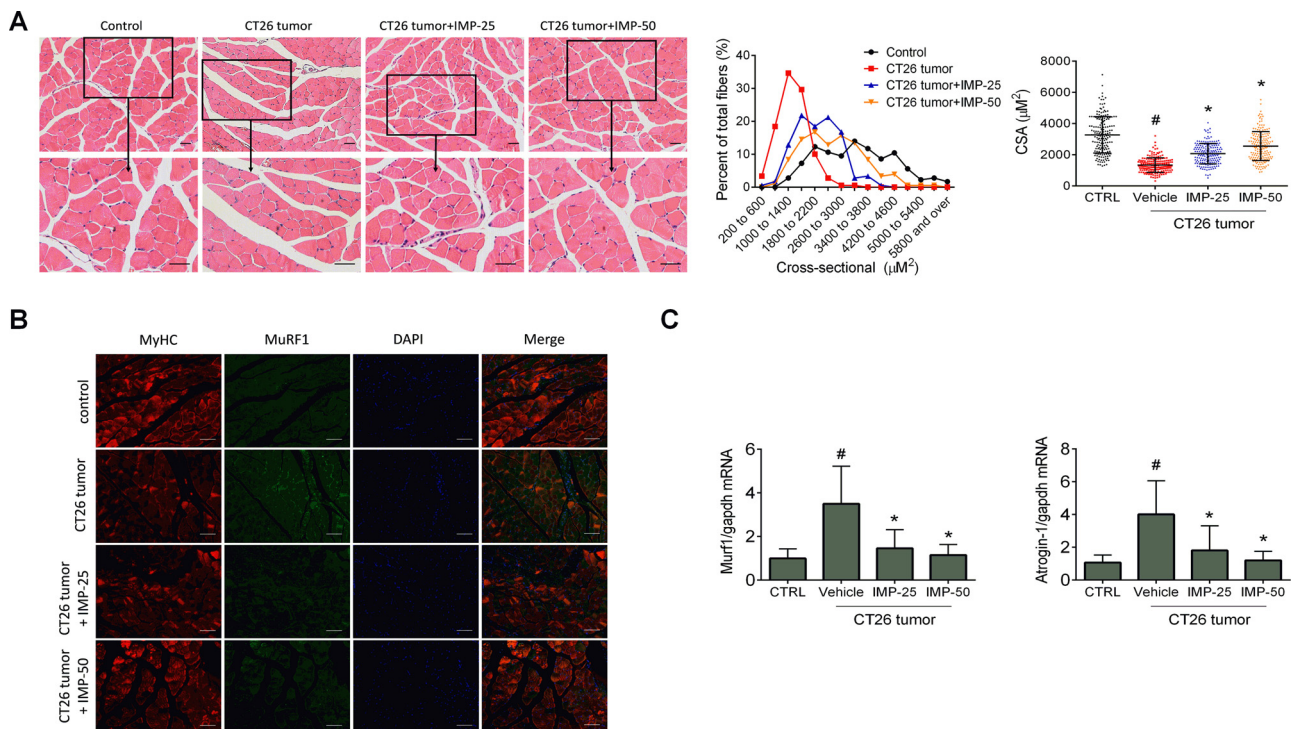 A
Control
CT26 tumor
CT26 tumor+IMP-25
CT26 tumor+IMP-50
Percent of total fibers (%)
50
40
30
20
10
0
200 to 600
1000 to 1400
1800 to 2200
2600 to 3000
3400 to 3800
4200 to 4600
5000 to 5400
5800 and over
Cross-sectional (μM²)
Control
CT26 tumor
CT26 tumor+IMP-25
CT26 tumor+IMP-50
CSA (μM²)
8000
6000
4000
2000
0
#
*
*
CTRL
Vehicle
IMP-25
IMP-50
CT26 tumor
B
MyHC
MuRF1
DAPI
Merge
control
CT26 tumor
CT26 tumor
+ IMP-25
CT26 tumor
+ IMP-50
C
Murf1/gapdh mRNA
6
4
2
0
#
*
*
CTRL
Vehicle
IMP-25
IMP-50
CT26 tumor
Atrogin-1/gapdh mRNA
8
6
4
2
0
#
*
*
CTRL
Vehicle
IMP-25
IMP-50
CT26 tumor